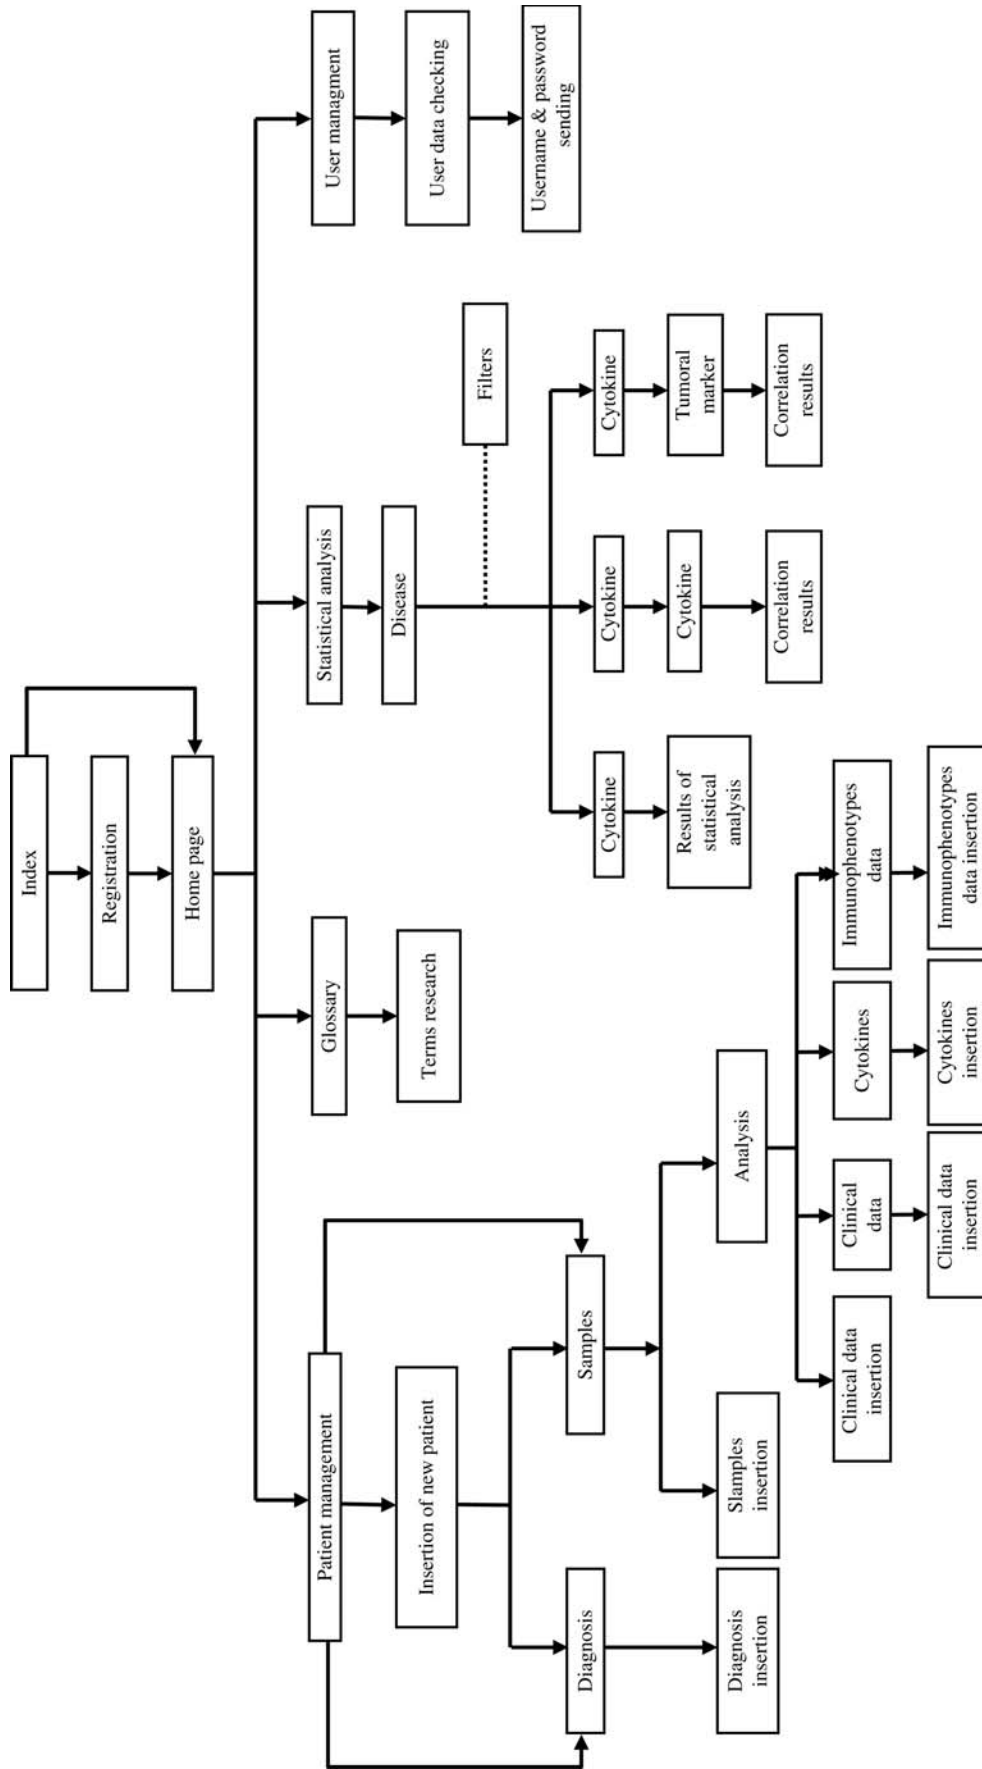 Index
Registration
Home page
Patient management
Glossary
Statistical analysis
User managment
Insertion of new patient
Terms research
Disease
User data checking
Filters
Username & password
sending
Diagnosis
Samples
Cytokine
Cytokine
Cytokine
Results of
statistical
analysis
Cytokine
Tumoral
marker
Correlation
results
Correlation
results
Diagnosis
insertion
Slamples
insertion
Analysis
Clinical data
insertion
Clinical
data
Cytokines
Immunophenotypes
data
Clinical data
insertion
Cytokines
insertion
Immunophenotypes
data insertion